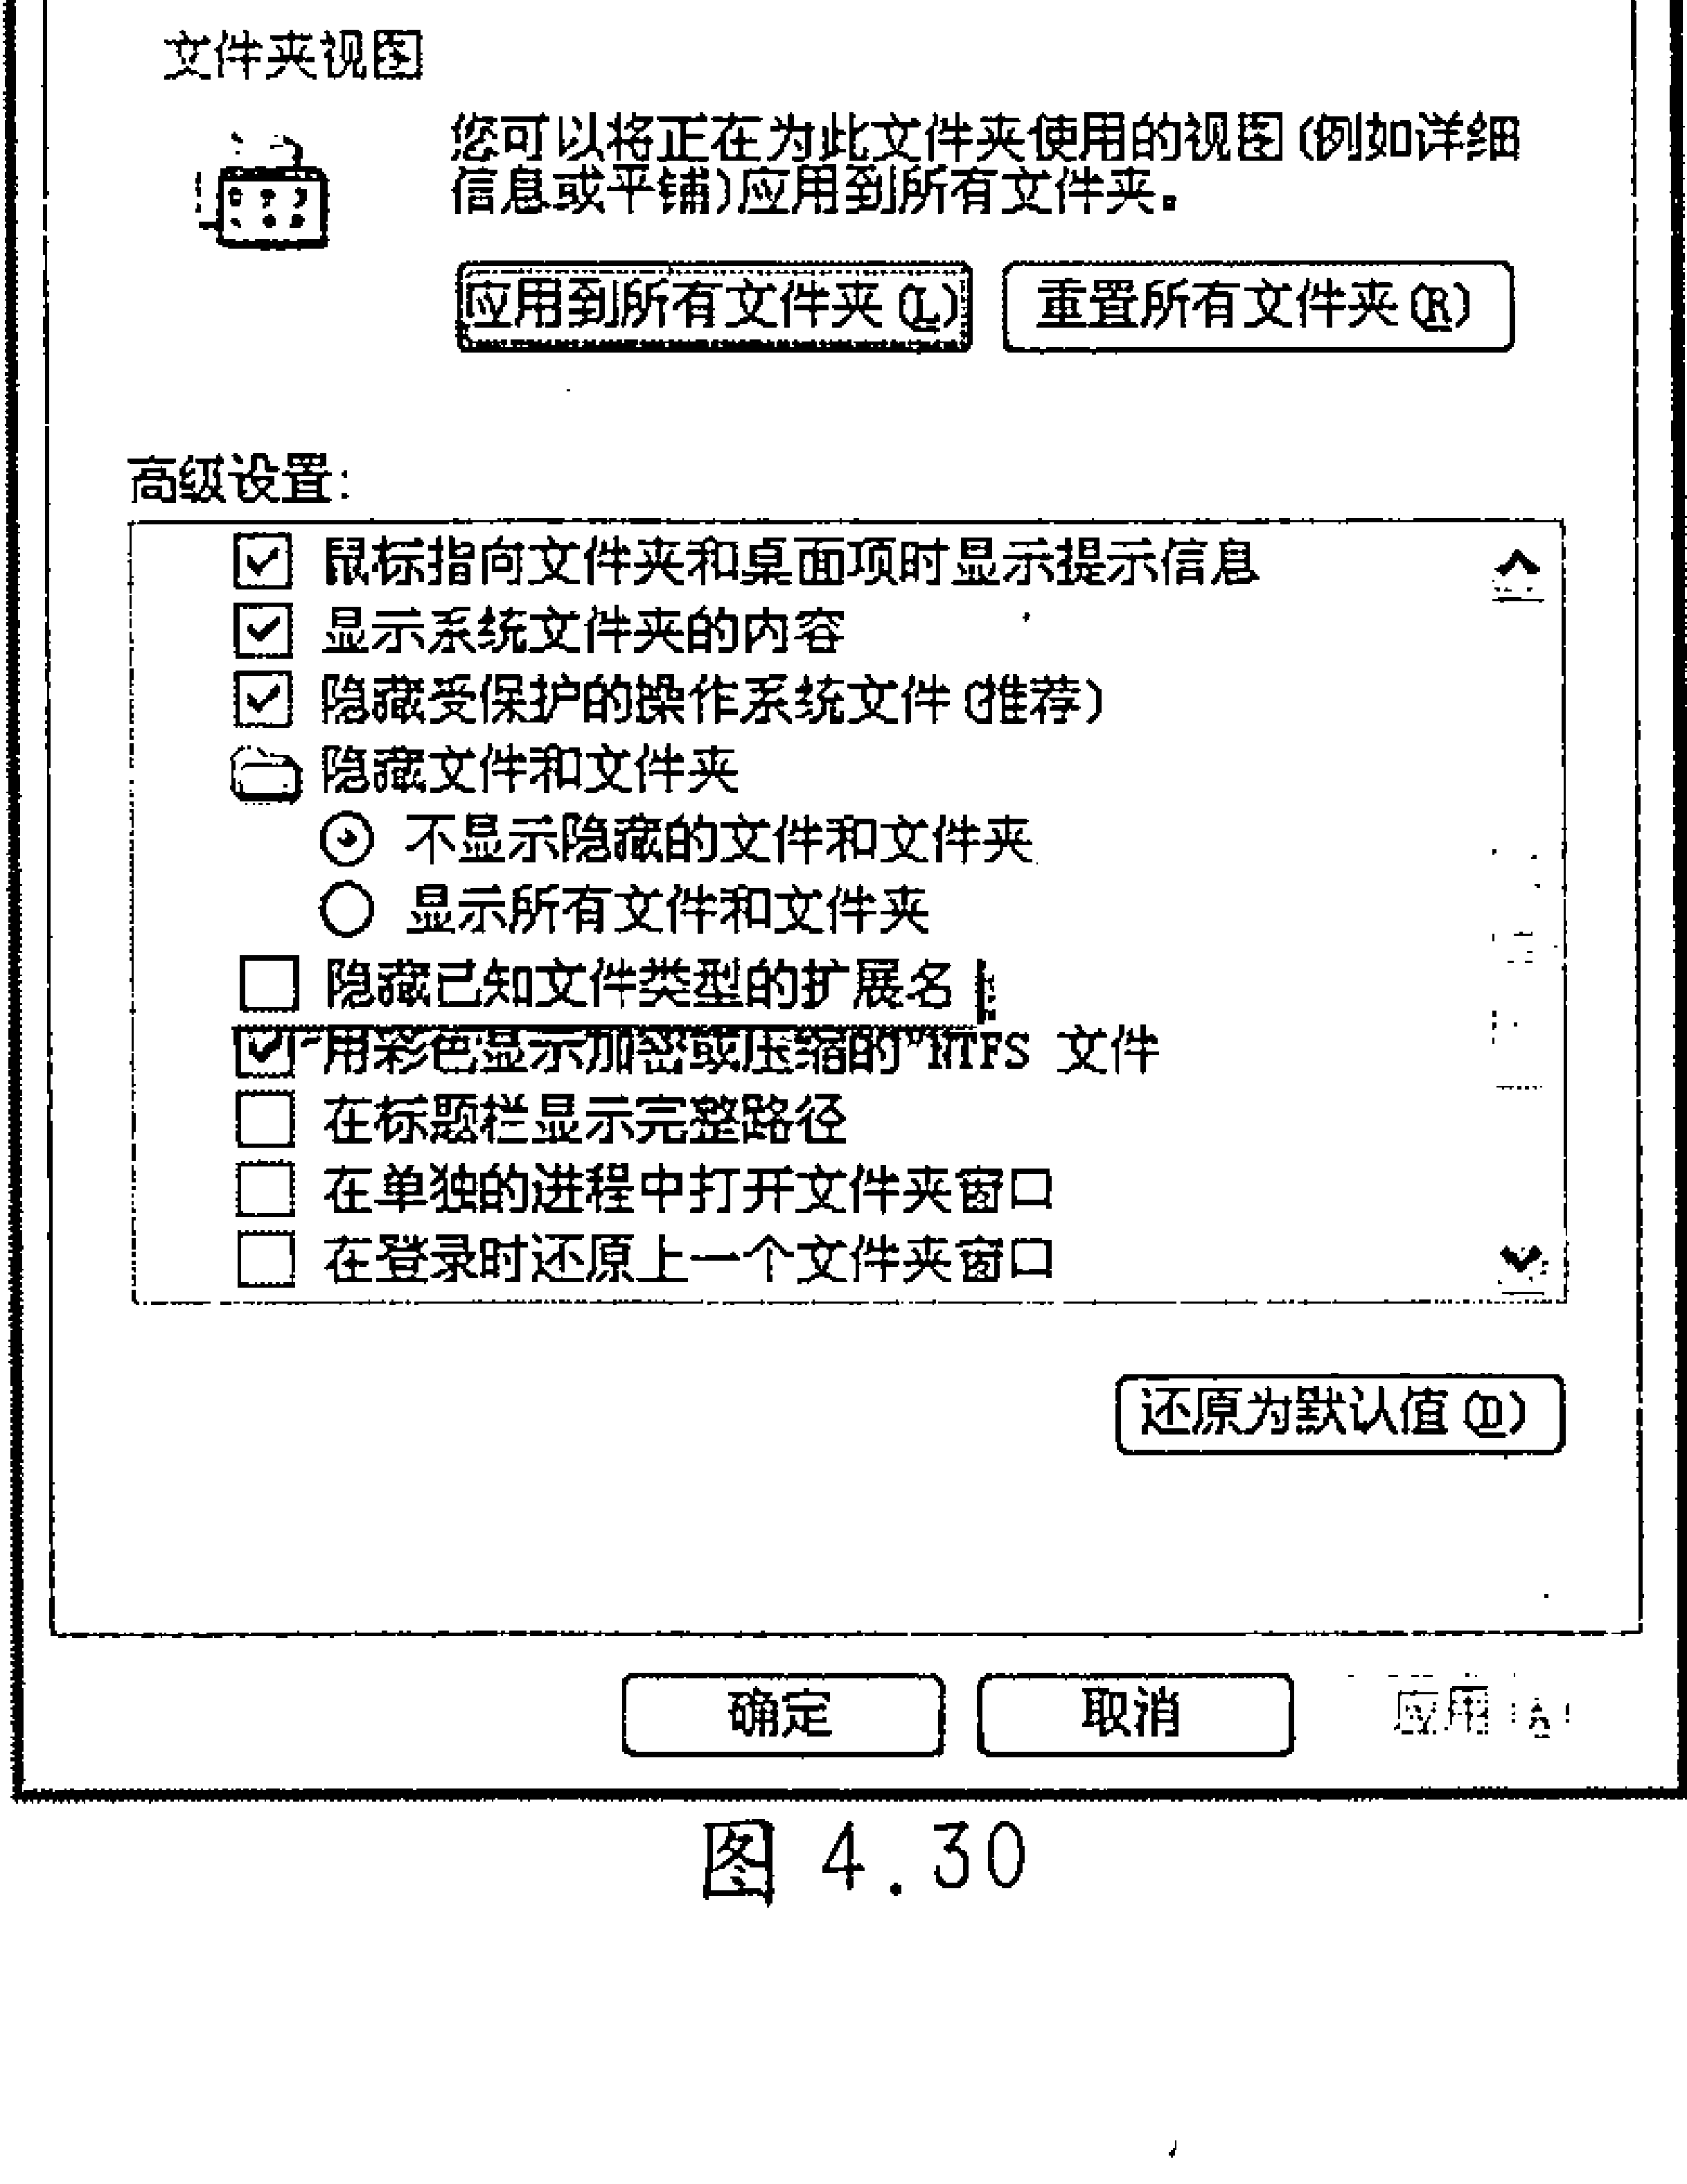 文件夹视图
您可以将正在为此文件夹使用的视图(例如详细
信息或平铺)应用到所有文件夹。
应用到所有文件夹(L)
重置所有文件夹(R)
高级设置:
鼠标指向文件夹和桌面项时显示提示信息
显示系统文件夹的内容
隐藏受保护的操作系统文件(推荐)
隐藏文件和文件夹
不显示隐藏的文件和文件夹
显示所有文件和文件夹
隐藏已知文件类型的扩展名
用彩色显示加密或压缩的 NTFS 文件
在标题栏显示完整路径
在单独的进程中打开文件夹窗口
在登录时还原上一个文件夹窗口
还原为默认值(D)
确定
取消
应用(A)
图 4.30